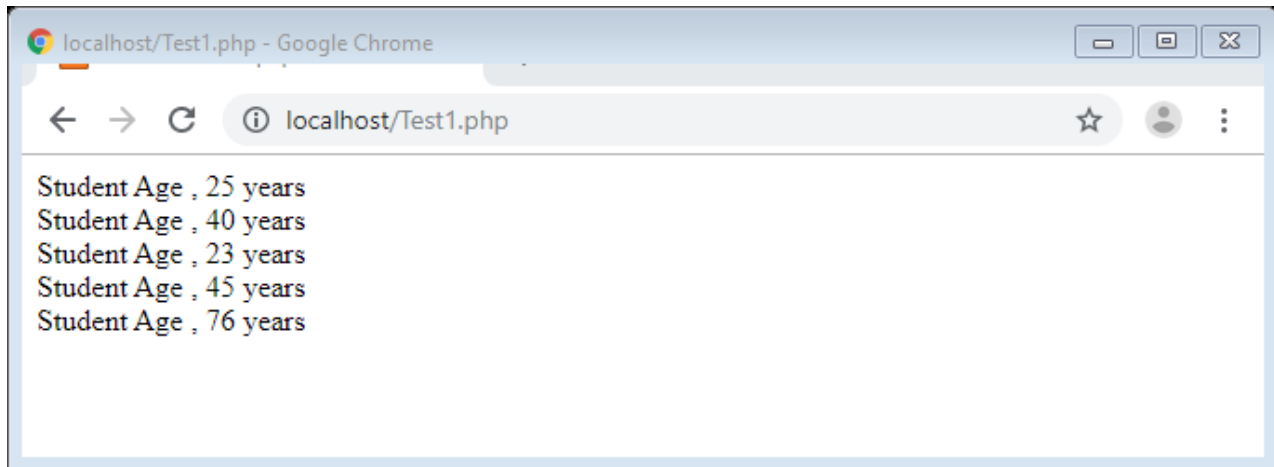 localhost/Test1.php - Google Chrome
localhost/Test1.php
Student Age , 25 years
Student Age , 40 years
Student Age , 23 years
Student Age , 45 years
Student Age , 76 years